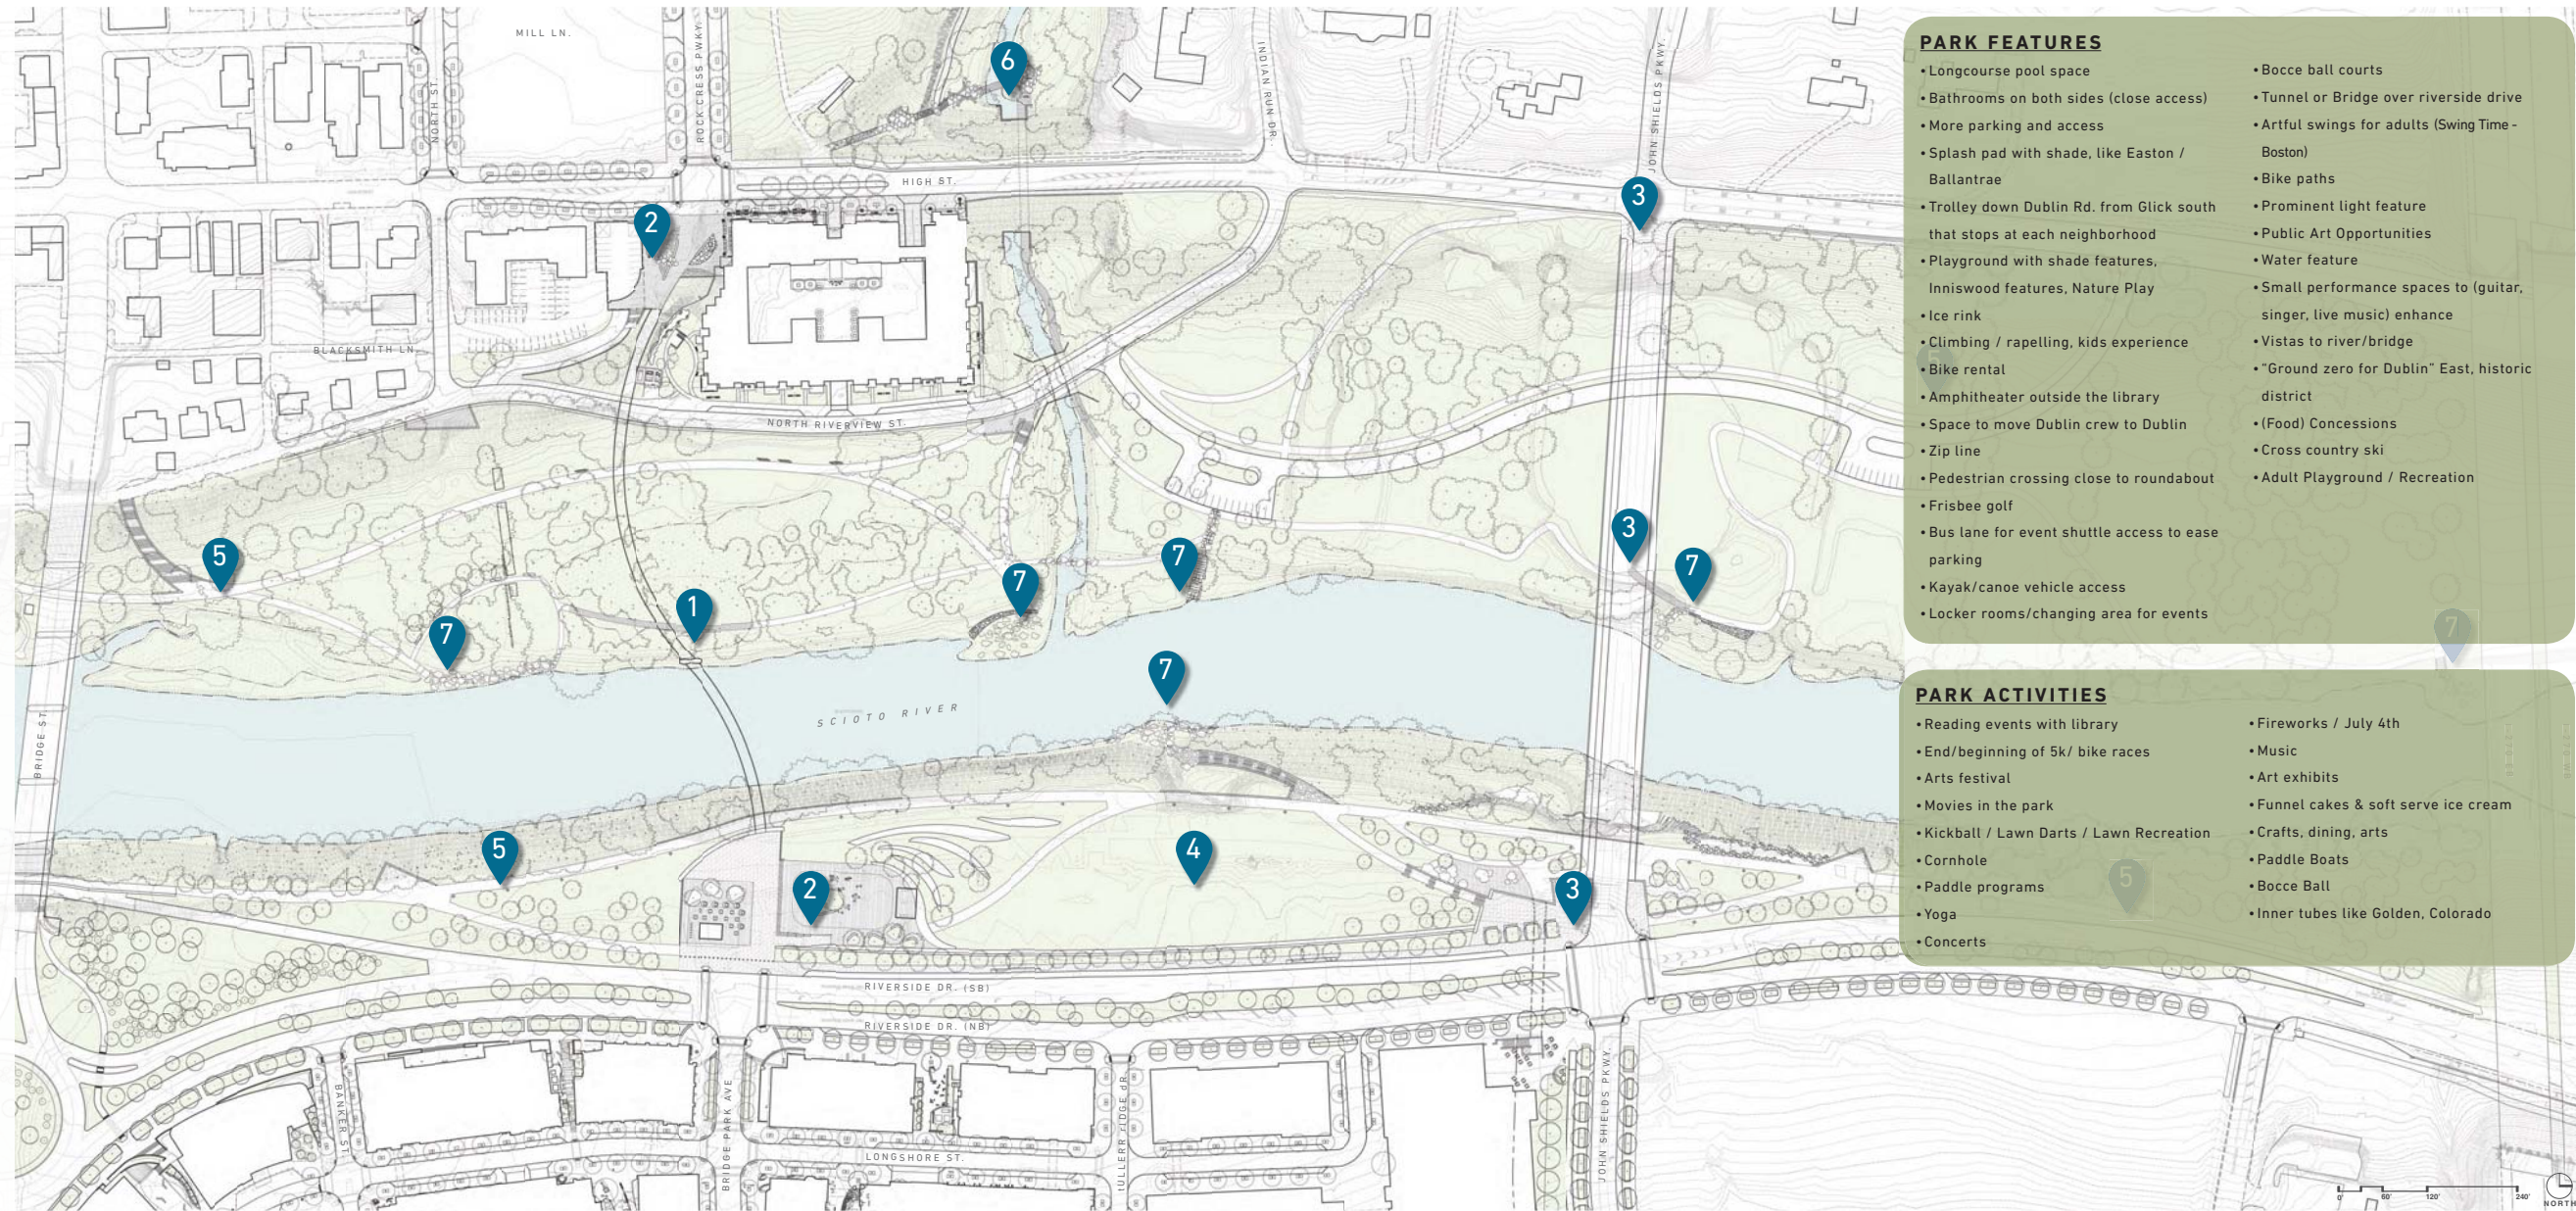 MILL LN.
NORTH ST.
ROCK CRESS PWKY.
6
INDIAN RUN DR.
JOHN SHIELDS PKWY.
HIGH ST.
3
2
BLACKSMITH LN.
NORTH RIVERVIEW ST.
5
7
1
7
7
3
7
7
SCIOTO RIVER
BRIDGE ST.
5
2
4
3
RIVERSIDE DR. (SB)
RIVERSIDE DR. (NB)
BANKER ST.
BRIDGE PARK AVE
TULLER RIDGE DR.
JOHN SHIELDS PKWY.
LONGSHORE ST.
PARK FEATURES
•Longcourse pool space
•Bathrooms on both sides (close access)
•More parking and access
•Splash pad with shade, like Easton /
Ballantrae
•Trolley down Dublin Rd. from Glick south
that stops at each neighborhood
•Playground with shade features,
Inniswood features, Nature Play
•Ice rink
•Climbing / rapelling, kids experience
•Bike rental
•Amphitheater outside the library
•Space to move Dublin crew to Dublin
•Zip line
•Pedestrian crossing close to roundabout
•Frisbee golf
•Bus lane for event shuttle access to ease
parking
•Kayak/canoe vehicle access
•Locker rooms/changing area for events
•Bocce ball courts
•Tunnel or Bridge over riverside drive
•Artful swings for adults (Swing Time -
Boston)
•Bike paths
•Prominent light feature
•Public Art Opportunities
•Water feature
•Small performance spaces to (guitar,
singer, live music) enhance
•Vistas to river/bridge
•"Ground zero for Dublin" East, historic
district
•(Food) Concessions
•Cross country ski
•Adult Playground / Recreation
5
7
PARK ACTIVITIES
•Reading events with library
•End/beginning of 5k/ bike races
•Arts festival
•Movies in the park
•Kickball / Lawn Darts / Lawn Recreation
•Cornhole
•Paddle programs
•Yoga
•Concerts
•Fireworks / July 4th
•Music
•Art exhibits
•Funnel cakes & soft serve ice cream
•Crafts, dining, arts
•Paddle Boats
•Bocce Ball
•Inner tubes like Golden, Colorado
5
0' 60' 120' 240'
NORTH